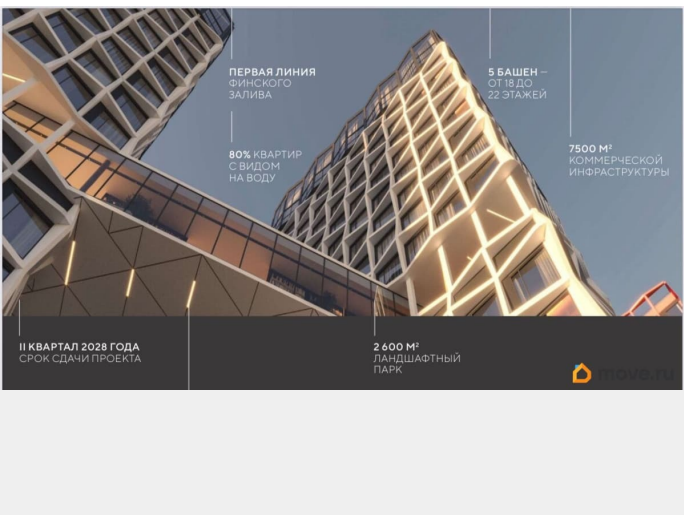 ПЕРВАЯ ЛИНИЯ
ФИНСКОГО
ЗАЛИВА
80% КВАРТИР
С ВИДОМ
НА ВОДУ
5 БАШЕН —
ОТ 18 ДО
22 ЭТАЖЕЙ
7500 М²
КОММЕРЧЕСКОЙ
ИНФРАСТРУКТУРЫ
II КВАРТАЛ 2028 ГОДА
СРОК СДАЧИ ПРОЕКТА
2 600 М²
ЛАНДШАФТНЫЙ
ПАРК
move.ru